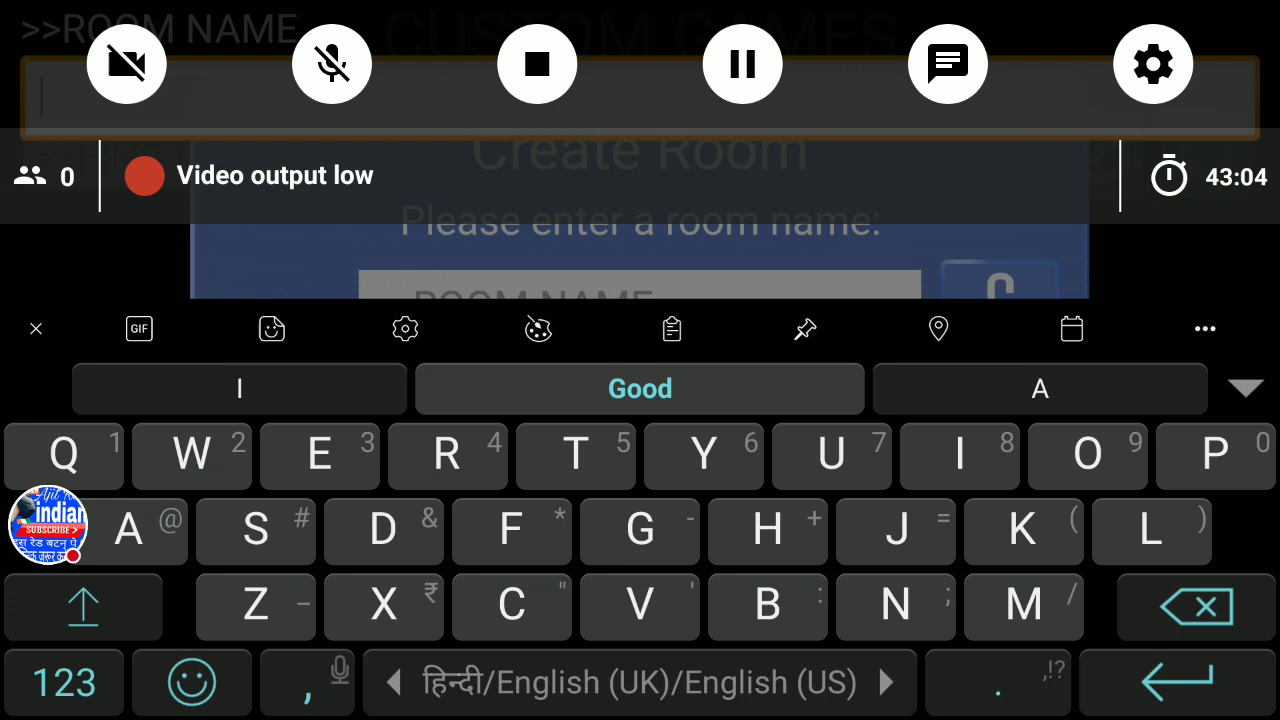 >>ROOM NAME
CUSTOM GAMES
0
Video output low
43:04
Create Room
Please enter a room name:
ROOM NAME
GIF
I
Good
A
Q 1 W 2 E 3 R 4 T 5 Y 6 U 7 I 8 O 9 P 0
indian
SUBSCRIBE >
A @ S # D & F * G - H + J = K ( L )
Z _ X ₹ C " V ' B : N ; M /
123 , हिन्दी/English (UK)/English (US) . ,!?